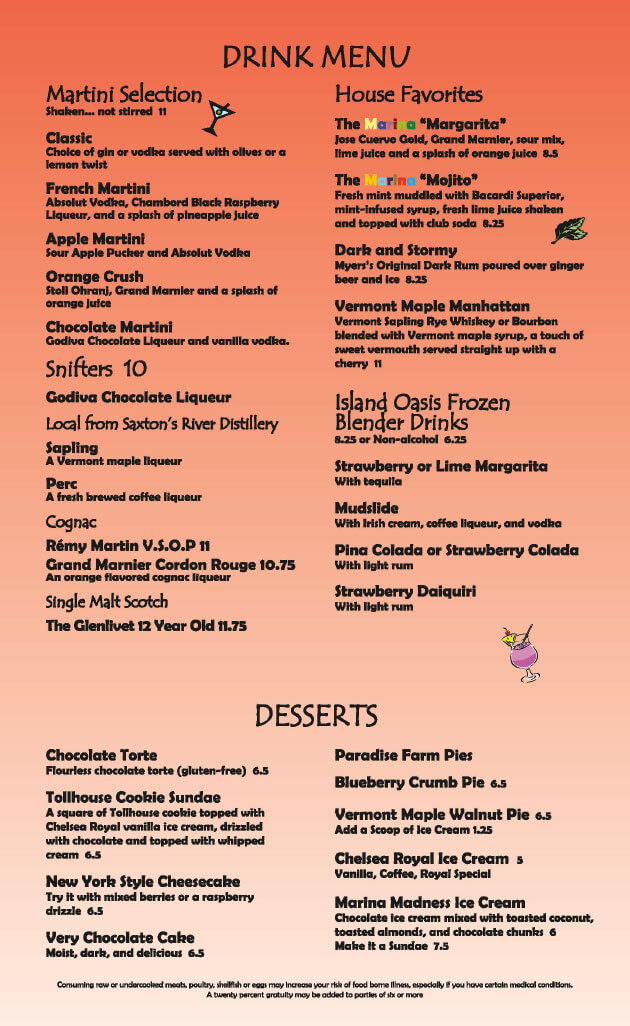 DRINK MENU
Martini Selection
Shaken... not stirred 11
Classic
Choice of gin or vodka served with olives or a
lemon twist
French Martini
Absolut Vodka, Chambord Black Raspberry
Liqueur, and a splash of pineapple juice
Apple Martini
Sour Apple Pucker and Absolut Vodka
Orange Crush
Stoli Ohranj, Grand Marnier and a splash of
orange juice
Chocolate Martini
Godiva Chocolate Liqueur and vanilla vodka.
Snifters 10
Godiva Chocolate Liqueur
Local from Saxton's River Distillery
Sapling
A Vermont maple liqueur
Perc
A fresh brewed coffee liqueur
Cognac
Rémy Martin V.S.O.P 11
Grand Marnier Cordon Rouge 10.75
An orange flavored cognac liqueur
Single Malt Scotch
The Glenlivet 12 Year Old 11.75
House Favorites
The Marina "Margarita"
Jose Cuervo Gold, Grand Marnier, sour mix,
lime juice and a splash of orange juice 8.5
The Marina "Mojito"
Fresh mint muddled with Bacardi Superior,
mint-infused syrup, fresh lime juice shaken
and topped with club soda 8.25
Dark and Stormy
Myers's Original Dark Rum poured over ginger
beer and ice 8.25
Vermont Maple Manhattan
Vermont Sapling Rye Whiskey or Bourbon
blended with Vermont maple syrup, a touch of
sweet vermouth served straight up with a
cherry 11
Island Oasis Frozen
Blender Drinks
8.25 or Non-alcohol 6.25
Strawberry or Lime Margarita
With tequila
Mudslide
With Irish cream, coffee liqueur, and vodka
Pina Colada or Strawberry Colada
With light rum
Strawberry Daiquiri
With light rum
DESSERTS
Chocolate Torte
Flourless chocolate torte (gluten-free) 6.5
Tollhouse Cookie Sundae
A square of Tollhouse cookie topped with
Chelsea Royal vanilla ice cream, drizzled
with chocolate and topped with whipped
cream 6.5
New York Style Cheesecake
Try it with mixed berries or a raspberry
drizzle 6.5
Very Chocolate Cake
Moist, dark, and delicious 6.5
Paradise Farm Pies
Blueberry Crumb Pie 6.5
Vermont Maple Walnut Pie 6.5
Add a Scoop of Ice Cream 1.25
Chelsea Royal Ice Cream 5
Vanilla, Coffee, Royal Special
Marina Madness Ice Cream
Chocolate ice cream mixed with toasted coconut,
toasted almonds, and chocolate chunks 6
Make it a Sundae 7.5
Consuming raw or undercooked meats, poultry, shellfish or eggs may increase your risk of food borne illness, especially if you have certain medical conditions.
A twenty percent gratuity may be added to parties of six or more